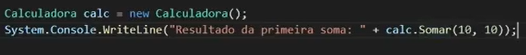 Calculadora calc = new Calculadora();
System.Console.WriteLine("Resultado da primeira soma: " + calc.Somar(10, 10));